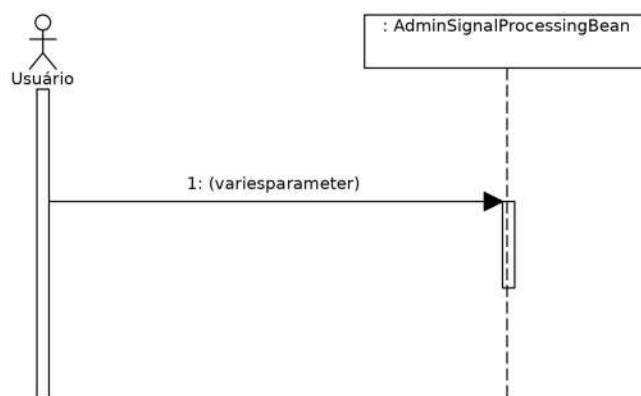 : AdminSignalProcessingBean
Usuário
1: (variesparameter)